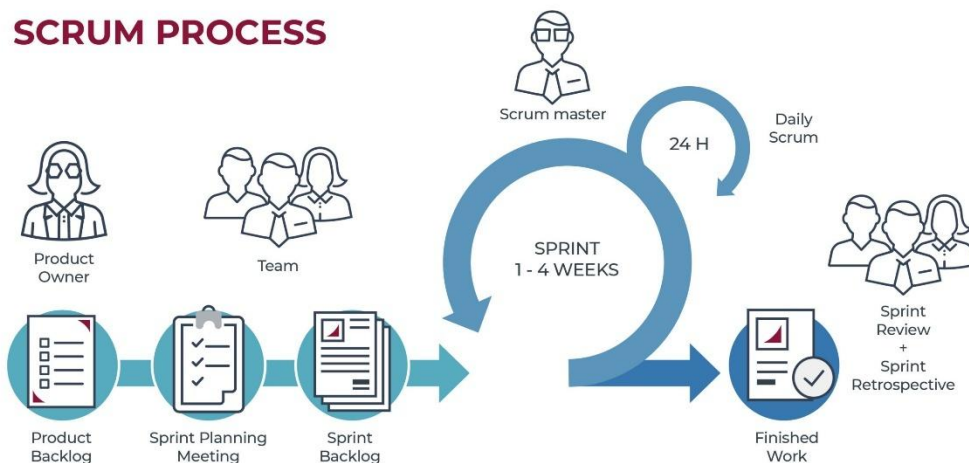 SCRUM PROCESS
Scrum master
24 H
Daily
Scrum
Product
Owner
Team
SPRINT
1 - 4 WEEKS
Sprint
Review
+
Sprint
Retrospective
Product
Backlog
Sprint Planning
Meeting
Sprint
Backlog
Finished
Work